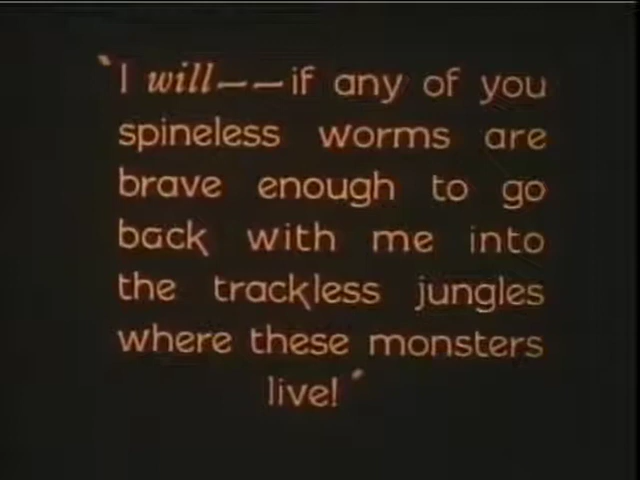 "I will--if any of you
spineless worms are
brave enough to go
back with me into
the trackless jungles
where these monsters
live!"